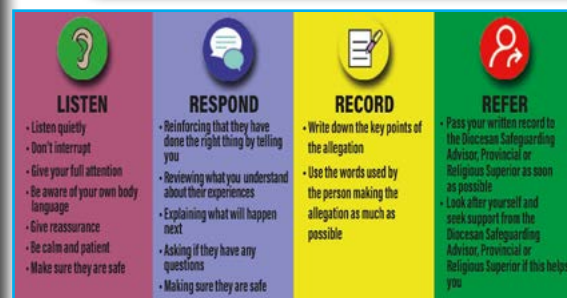 LISTEN
• Listen quietly
• Don't interrupt
• Give your full attention
• Be aware of your own body
language
• Give reassurance
• Be calm and patient
• Make sure they are safe
RESPOND
• Reinforcing that they have
done the right thing by telling
you
• Reviewing what you understand
about their experiences
• Explaining what will happen
next
• Asking if they have any
questions
• Making sure they are safe
RECORD
• Write down the key points of
the allegation
• Use the words used by
the person making the
allegation as much as
possible
REFER
• Pass your written record to
the Diocesan Safeguarding
Advisor, Provincial or
Religious Superior as soon
as possible
• Look after yourself and
seek support from the
Diocesan Safeguarding
Advisor, Provincial or
Religious Superior if this helps
you